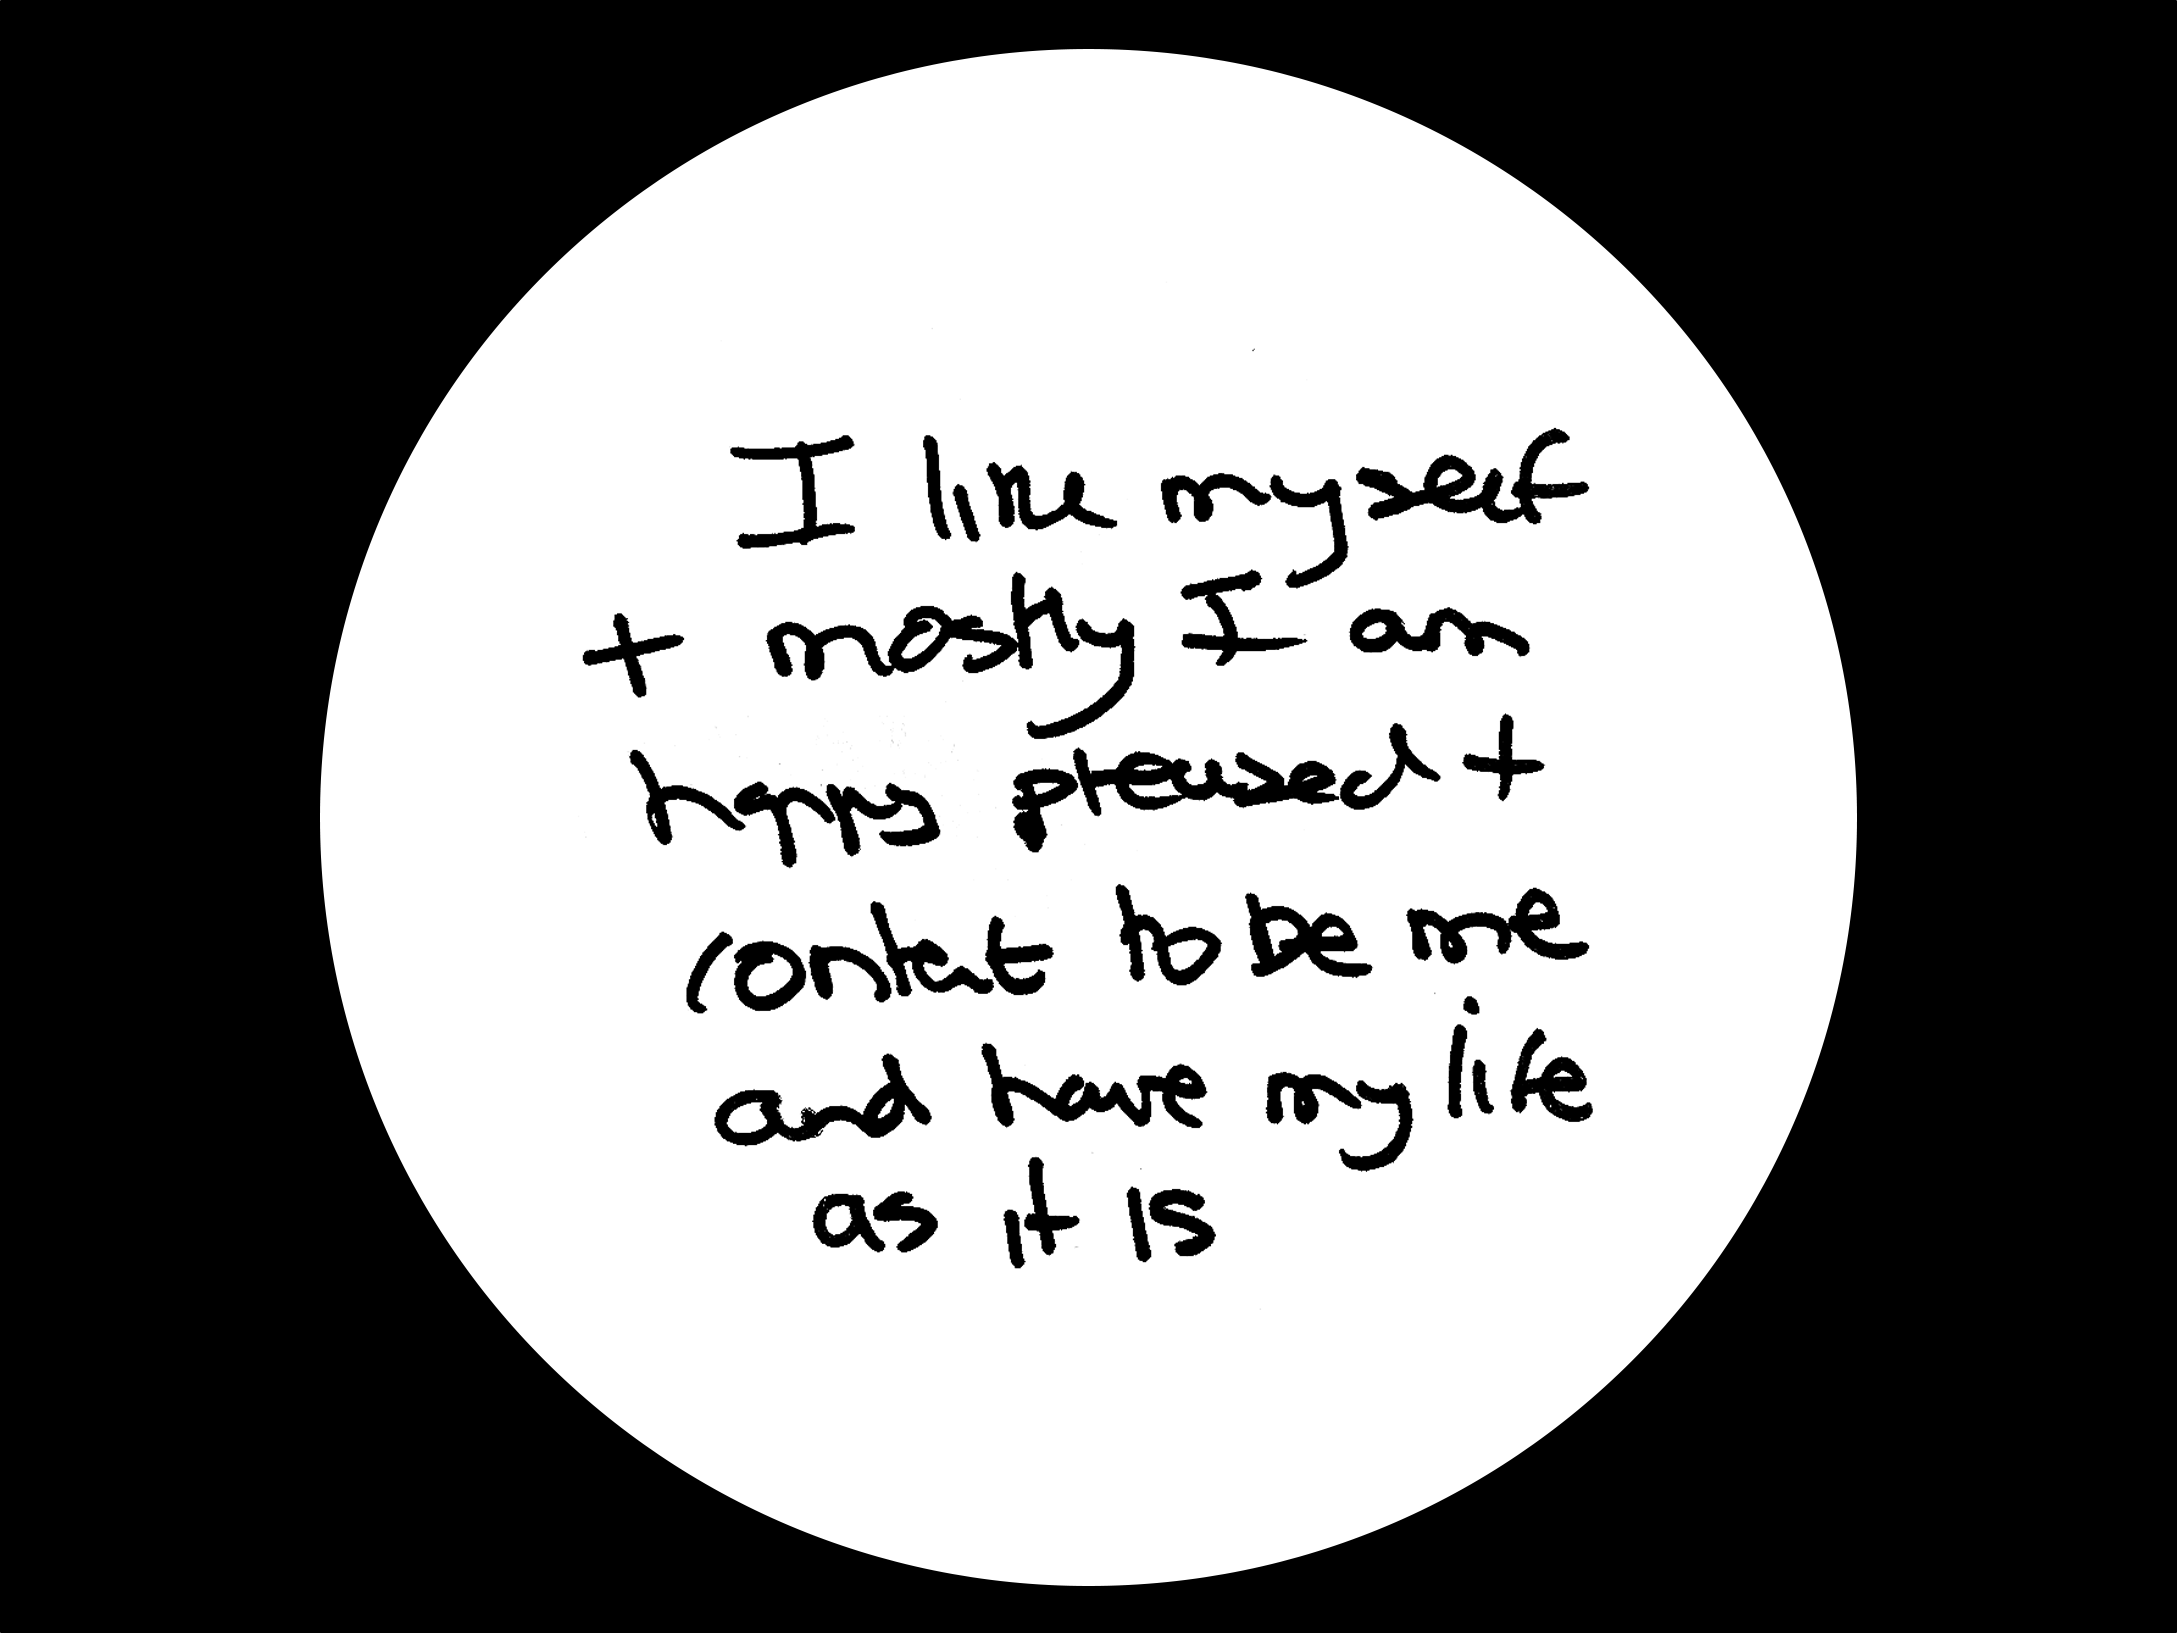 I like myself
+ mostly I am
happy pleased +
content to be me
and have my life
as it is